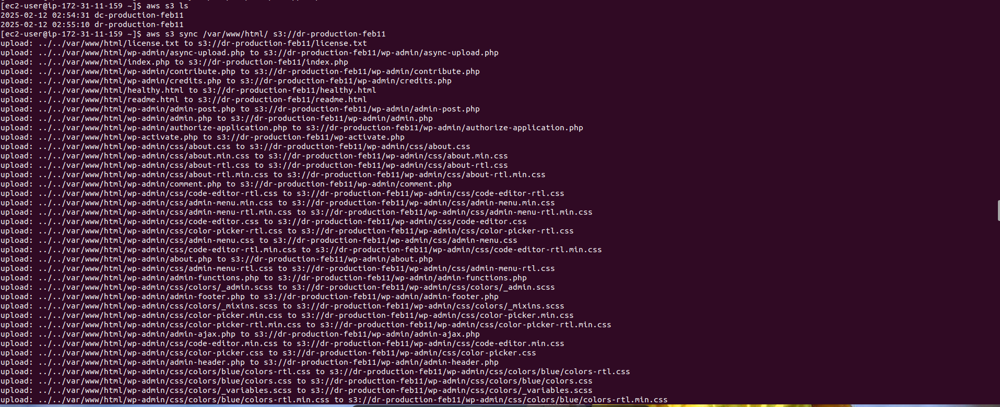 [ec2-user@ip-172-31-11-159 ~]$ aws s3 ls
2025-02-12 02:54:31 dc-production-feb11
2025-02-12 02:55:10 dr-production-feb11
[ec2-user@ip-172-31-11-159 ~]$ aws s3 sync /var/www/html/ s3://dr-production-feb11
upload: ../../var/www/html/license.txt to s3://dr-production-feb11/license.txt
upload: ../../var/www/html/wp-admin/async-upload.php to s3://dr-production-feb11/wp-admin/async-upload.php
upload: ../../var/www/html/index.php to s3://dr-production-feb11/index.php
upload: ../../var/www/html/wp-admin/contribute.php to s3://dr-production-feb11/wp-admin/contribute.php
upload: ../../var/www/html/wp-admin/credits.php to s3://dr-production-feb11/wp-admin/credits.php
upload: ../../var/www/html/healthy.html to s3://dr-production-feb11/healthy.html
upload: ../../var/www/html/readme.html to s3://dr-production-feb11/readme.html
upload: ../../var/www/html/wp-admin/admin-post.php to s3://dr-production-feb11/wp-admin/admin-post.php
upload: ../../var/www/html/wp-admin/admin.php to s3://dr-production-feb11/wp-admin/admin.php
upload: ../../var/www/html/wp-admin/authorize-application.php to s3://dr-production-feb11/wp-admin/authorize-application.php
upload: ../../var/www/html/wp-activate.php to s3://dr-production-feb11/wp-activate.php
upload: ../../var/www/html/wp-admin/css/about.css to s3://dr-production-feb11/wp-admin/css/about.css
upload: ../../var/www/html/wp-admin/css/about.min.css to s3://dr-production-feb11/wp-admin/css/about.min.css
upload: ../../var/www/html/wp-admin/css/about-rtl.css to s3://dr-production-feb11/wp-admin/css/about-rtl.css
upload: ../../var/www/html/wp-admin/css/about-rtl.min.css to s3://dr-production-feb11/wp-admin/css/about-rtl.min.css
upload: ../../var/www/html/wp-admin/comment.php to s3://dr-production-feb11/wp-admin/comment.php
upload: ../../var/www/html/wp-admin/css/code-editor-rtl.css to s3://dr-production-feb11/wp-admin/css/code-editor-rtl.css
upload: ../../var/www/html/wp-admin/css/admin-menu.min.css to s3://dr-production-feb11/wp-admin/css/admin-menu.min.css
upload: ../../var/www/html/wp-admin/css/admin-menu-rtl.min.css to s3://dr-production-feb11/wp-admin/css/admin-menu-rtl.min.css
upload: ../../var/www/html/wp-admin/css/code-editor.css to s3://dr-production-feb11/wp-admin/css/code-editor.css
upload: ../../var/www/html/wp-admin/css/color-picker-rtl.css to s3://dr-production-feb11/wp-admin/css/color-picker-rtl.css
upload: ../../var/www/html/wp-admin/css/admin-menu.css to s3://dr-production-feb11/wp-admin/css/admin-menu.css
upload: ../../var/www/html/wp-admin/css/code-editor-rtl.min.css to s3://dr-production-feb11/wp-admin/css/code-editor-rtl.min.css
upload: ../../var/www/html/wp-admin/about.php to s3://dr-production-feb11/wp-admin/about.php
upload: ../../var/www/html/wp-admin/css/admin-menu-rtl.css to s3://dr-production-feb11/wp-admin/css/admin-menu-rtl.css
upload: ../../var/www/html/wp-admin/admin-functions.php to s3://dr-production-feb11/wp-admin/admin-functions.php
upload: ../../var/www/html/wp-admin/css/colors/_admin.scss to s3://dr-production-feb11/wp-admin/css/colors/_admin.scss
upload: ../../var/www/html/wp-admin/admin-footer.php to s3://dr-production-feb11/wp-admin/admin-footer.php
upload: ../../var/www/html/wp-admin/css/colors/_mixins.scss to s3://dr-production-feb11/wp-admin/css/colors/_mixins.scss
upload: ../../var/www/html/wp-admin/css/color-picker.min.css to s3://dr-production-feb11/wp-admin/css/color-picker.min.css
upload: ../../var/www/html/wp-admin/css/color-picker-rtl.min.css to s3://dr-production-feb11/wp-admin/css/color-picker-rtl.min.css
upload: ../../var/www/html/wp-admin/admin-ajax.php to s3://dr-production-feb11/wp-admin/admin-ajax.php
upload: ../../var/www/html/wp-admin/css/code-editor.min.css to s3://dr-production-feb11/wp-admin/css/code-editor.min.css
upload: ../../var/www/html/wp-admin/css/color-picker.css to s3://dr-production-feb11/wp-admin/css/color-picker.css
upload: ../../var/www/html/wp-admin/admin-header.php to s3://dr-production-feb11/wp-admin/admin-header.php
upload: ../../var/www/html/wp-admin/css/colors/blue/colors-rtl.css to s3://dr-production-feb11/wp-admin/css/colors/blue/colors-rtl.css
upload: ../../var/www/html/wp-admin/css/colors/blue/colors.css to s3://dr-production-feb11/wp-admin/css/colors/blue/colors.css
upload: ../../var/www/html/wp-admin/css/colors/_variables.scss to s3://dr-production-feb11/wp-admin/css/colors/_variables.scss
upload: ../../var/www/html/wp-admin/css/colors/blue/colors-rtl.min.css to s3://dr-production-feb11/wp-admin/css/colors/blue/colors-rtl.min.css